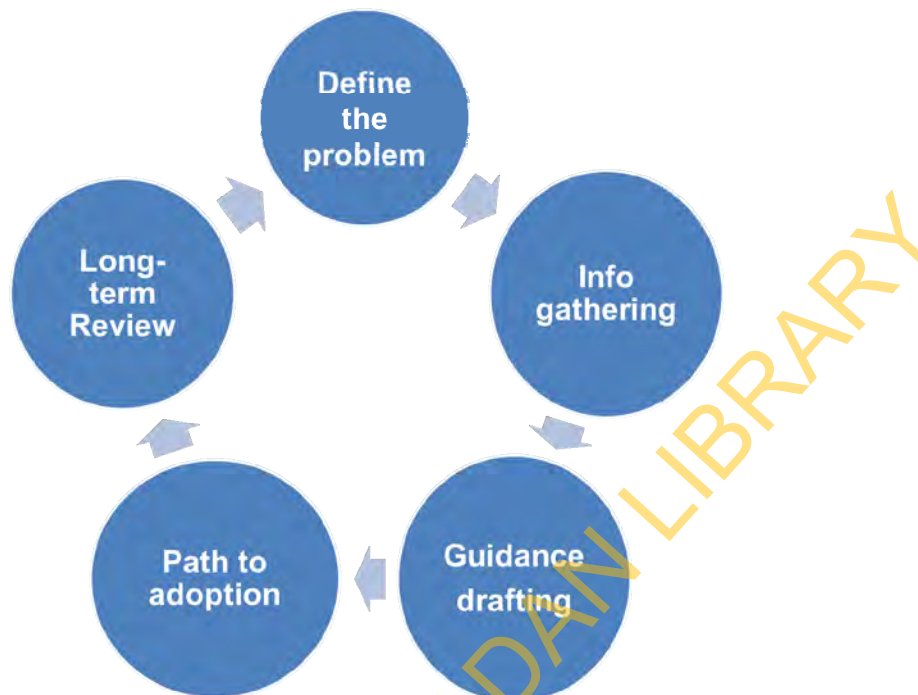 Define
the
problem
Info
gathering
Guidance
drafting
Path to
adoption
Long-
term
Review
DAN LIBRARY